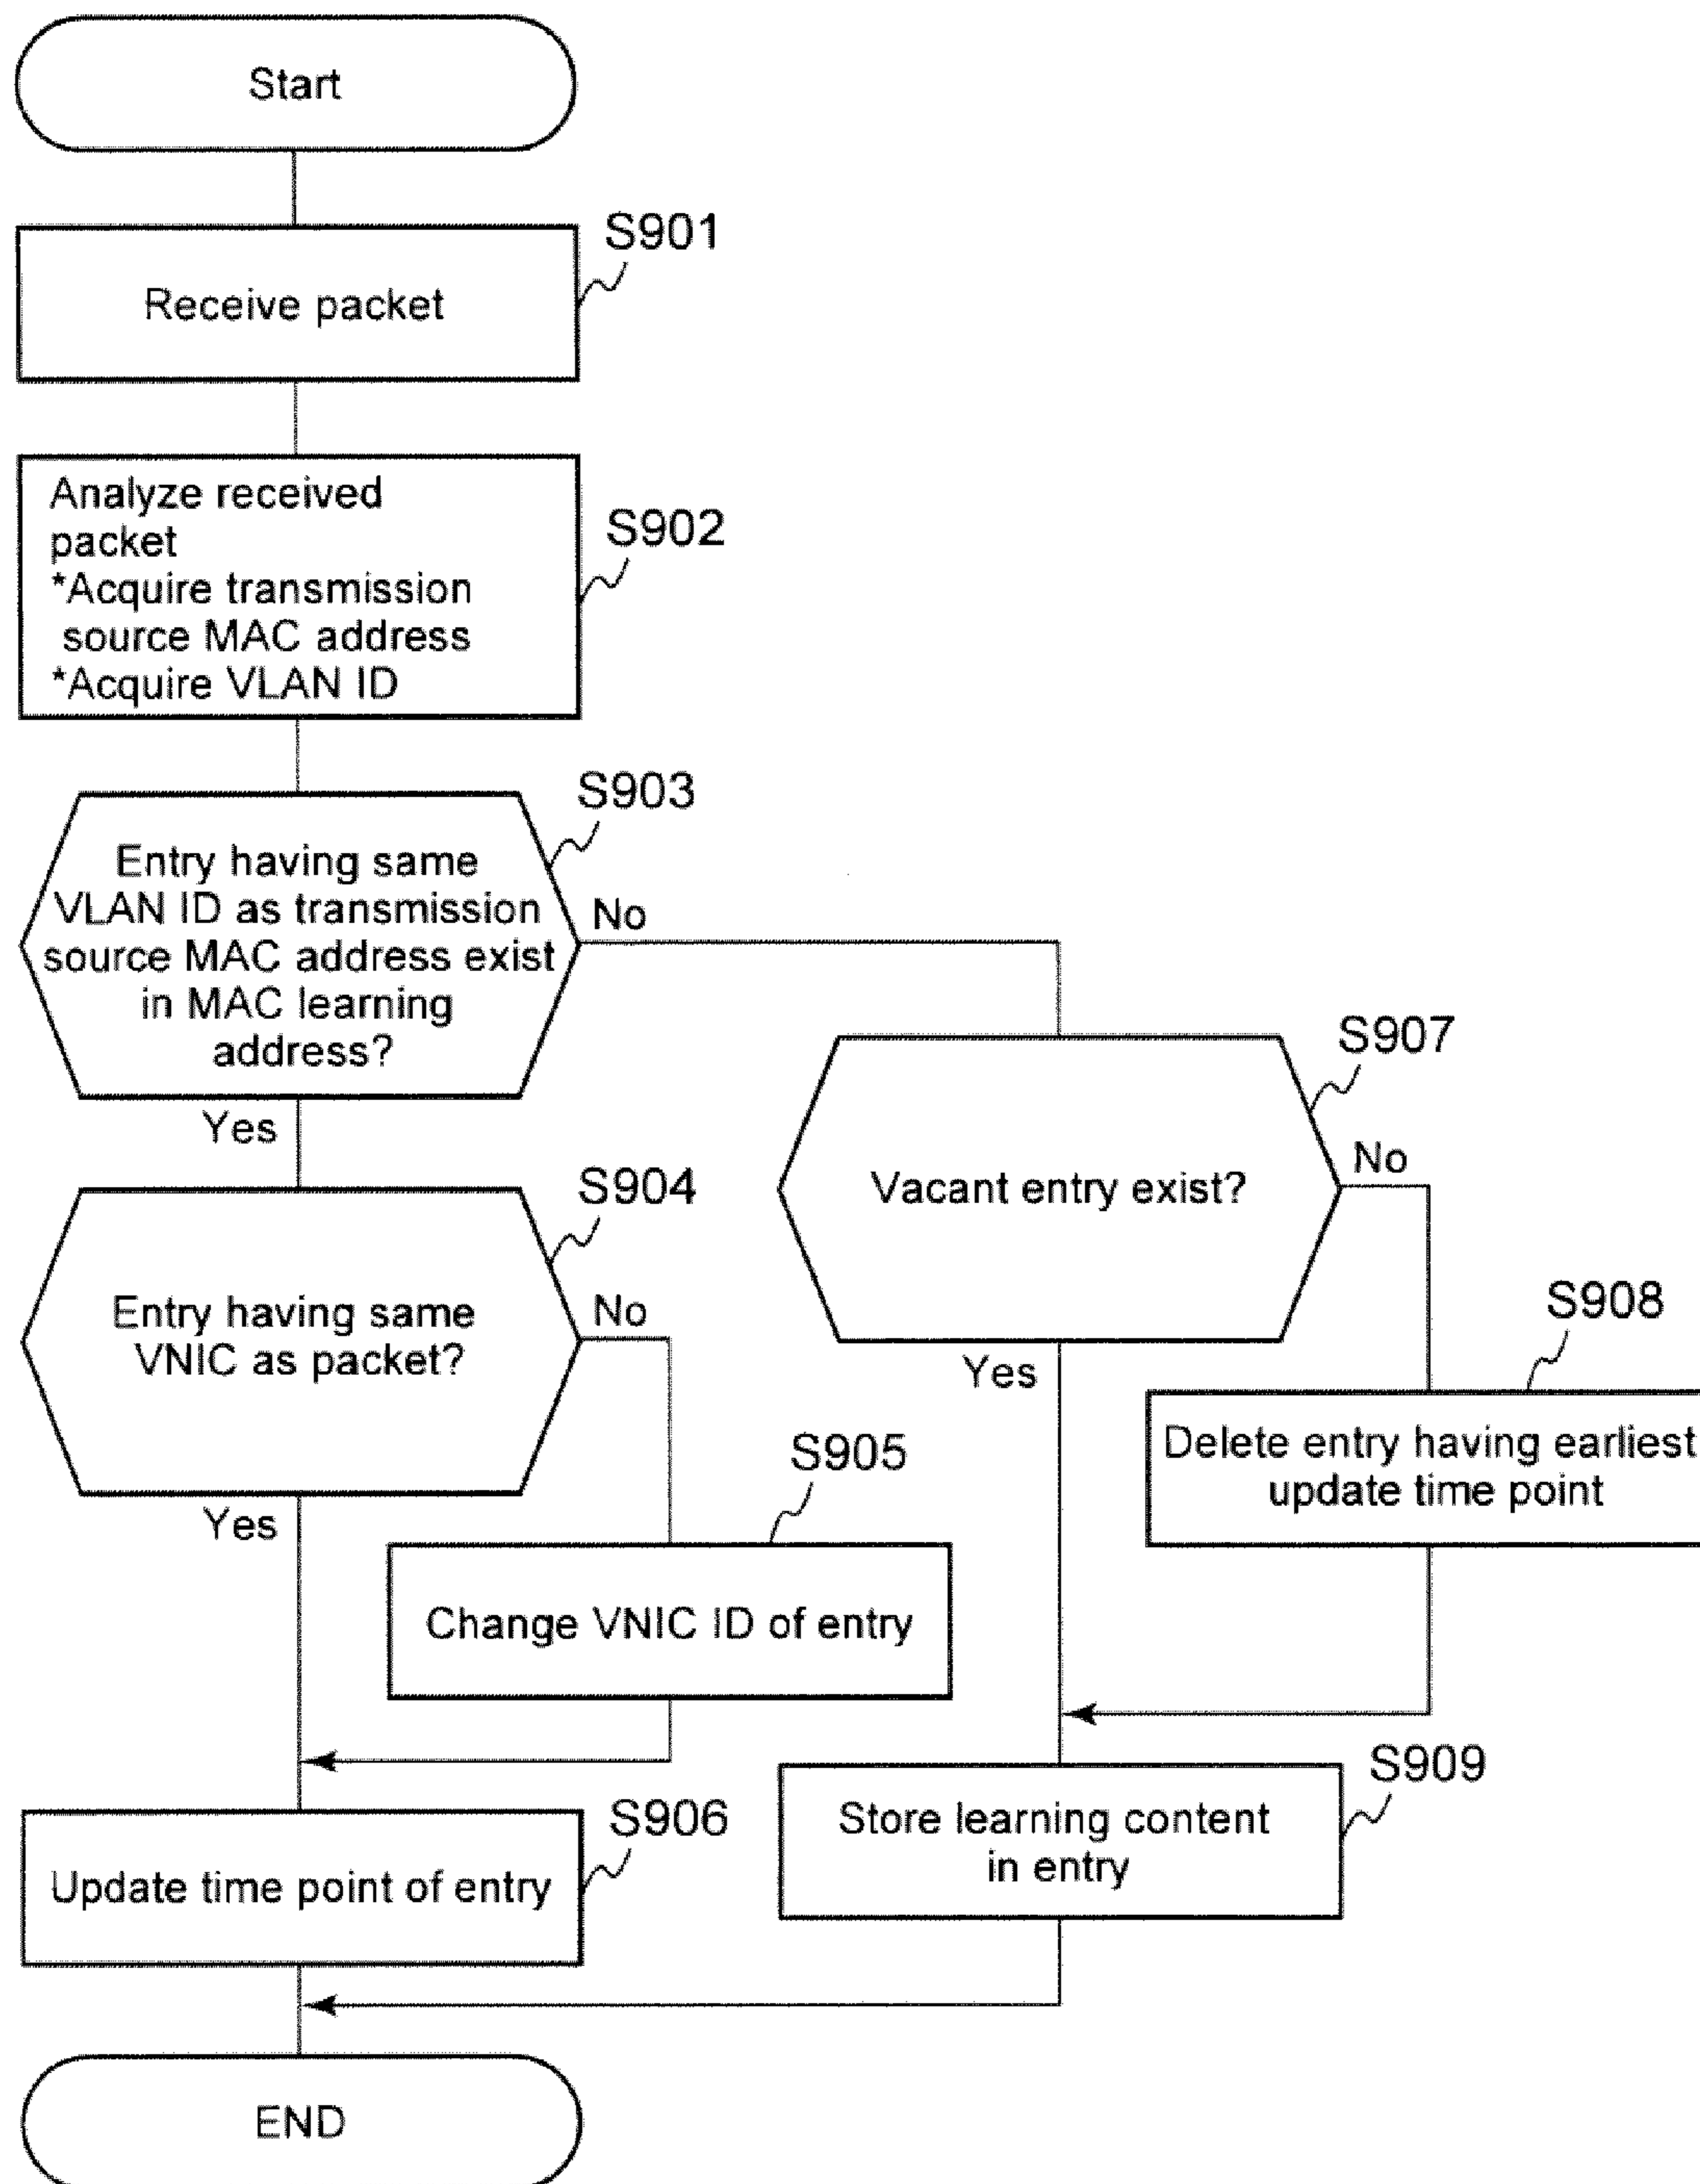 Start
S901
Receive packet
S902
Analyze received
packet
*Acquire transmission
source MAC address
*Acquire VLAN ID
S903
Entry having same
VLAN ID as transmission
source MAC address exist
in MAC learning
address?
No
Yes
S907
Vacant entry exist?
No
Yes
S904
Entry having same
VNIC as packet?
No
Yes
S908
Delete entry having earliest
update time point
S905
Change VNIC ID of entry
S909
Store learning content
in entry
S906
Update time point of entry
END